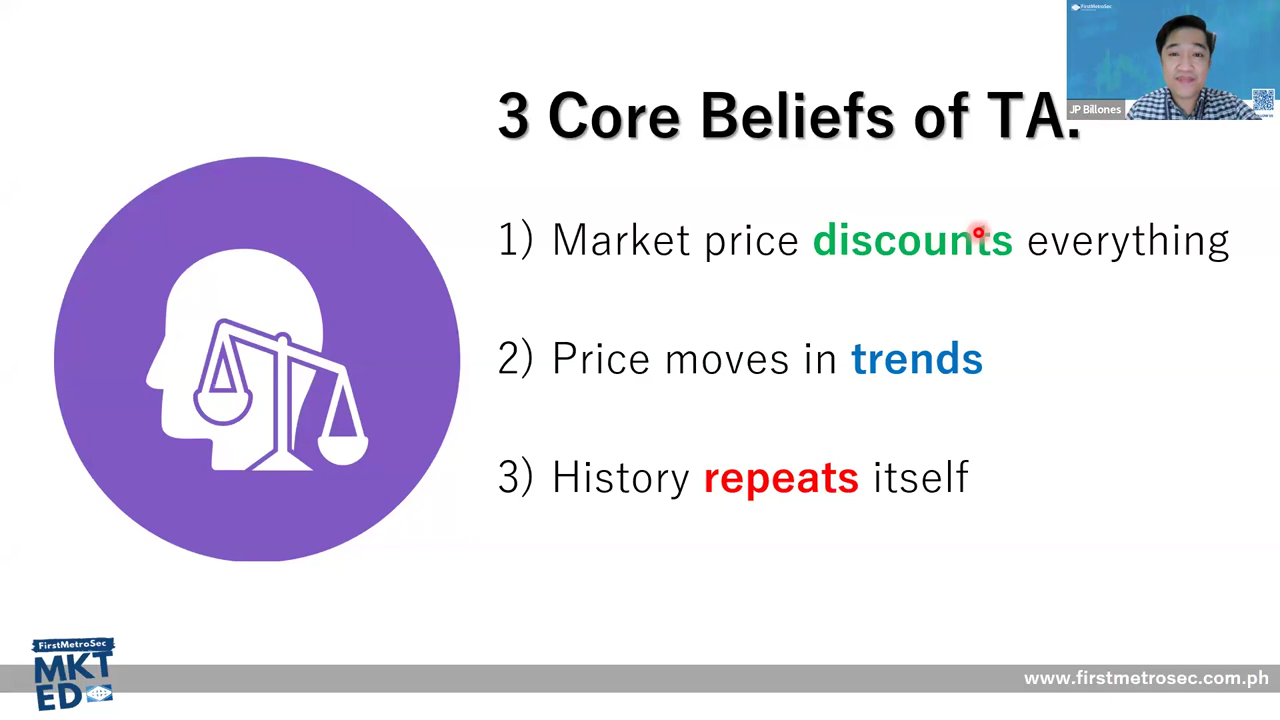 FirstMetroSec
JP Billones
3 Core Beliefs of TA:
1) Market price discounts everything
2) Price moves in trends
3) History repeats itself
FirstMetroSec
MKT
ED
www.firstmetrosec.com.ph